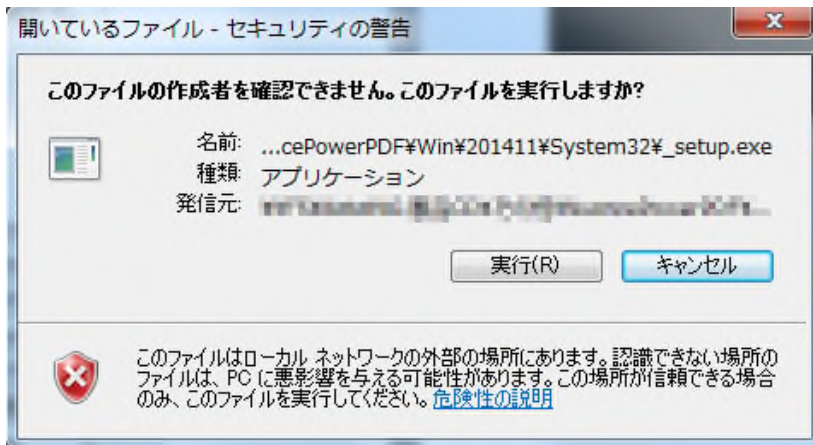 開いているファイル - セキュリティの警告
このファイルの作成者を確認できません。このファイルを実行しますか?
名前: ...cePowerPDF¥Win¥201411¥System32¥_setup.exe
種類: アプリケーション
発信元:
実行(R) キャンセル
このファイルはローカル ネットワークの外部の場所にあります。認識できない場所の
ファイルは、PC に悪影響を与える可能性があります。この場所が信頼できる場合
のみ、このファイルを実行してください。危険性の説明